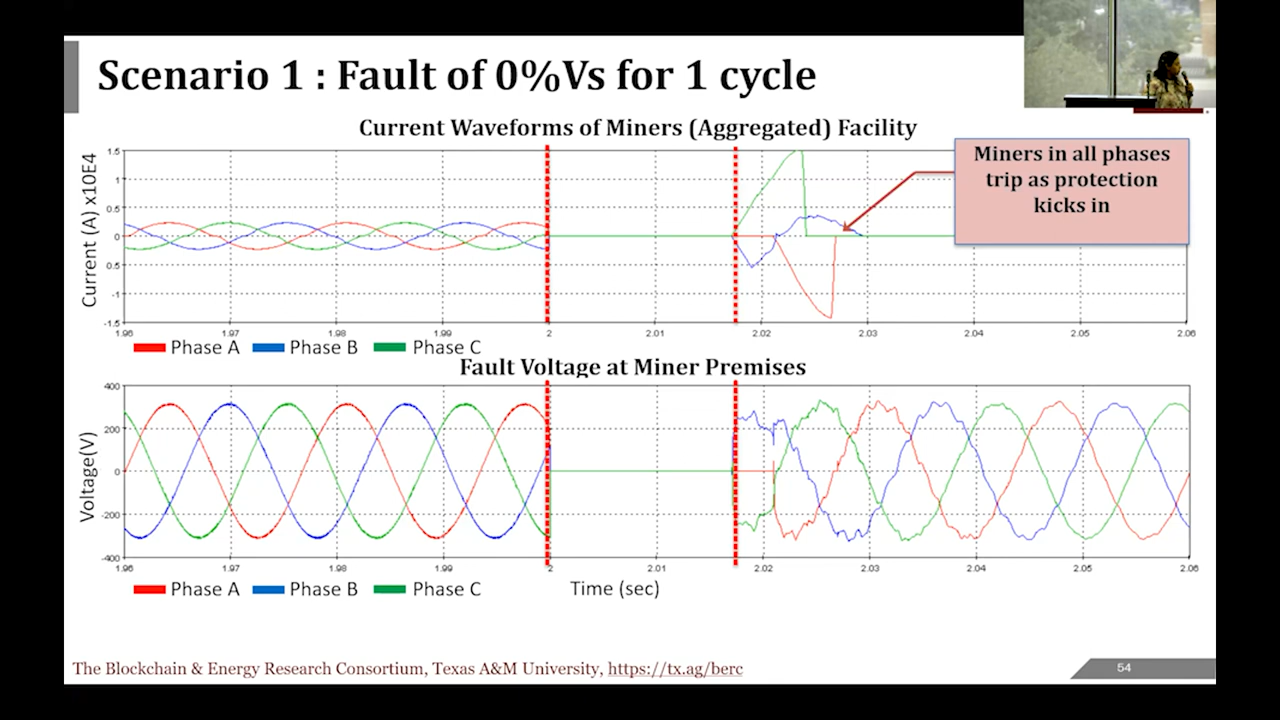 Scenario 1 : Fault of 0%Vs for 1 cycle
Current Waveforms of Miners (Aggregated) Facility
Miners in all phases
trip as protection
kicks in
Current (A) x10E4
1.5
1
0.5
0
0.5
-1
-1.5
1.96 1.97 1.98 1.99 2 2.01 2.02 2.03 2.04 2.05 2.06
Phase A Phase B Phase C
Fault Voltage at Miner Premises
Voltage(V)
400
200
0
-200
-400
1.96 1.97 1.98 1.99 2 2.02 2.03 2.04 2.05 2.06
Phase A Phase B Phase C Time (sec)
The Blockchain & Energy Research Consortium, Texas A&M University, https://tx.ag/berc
54